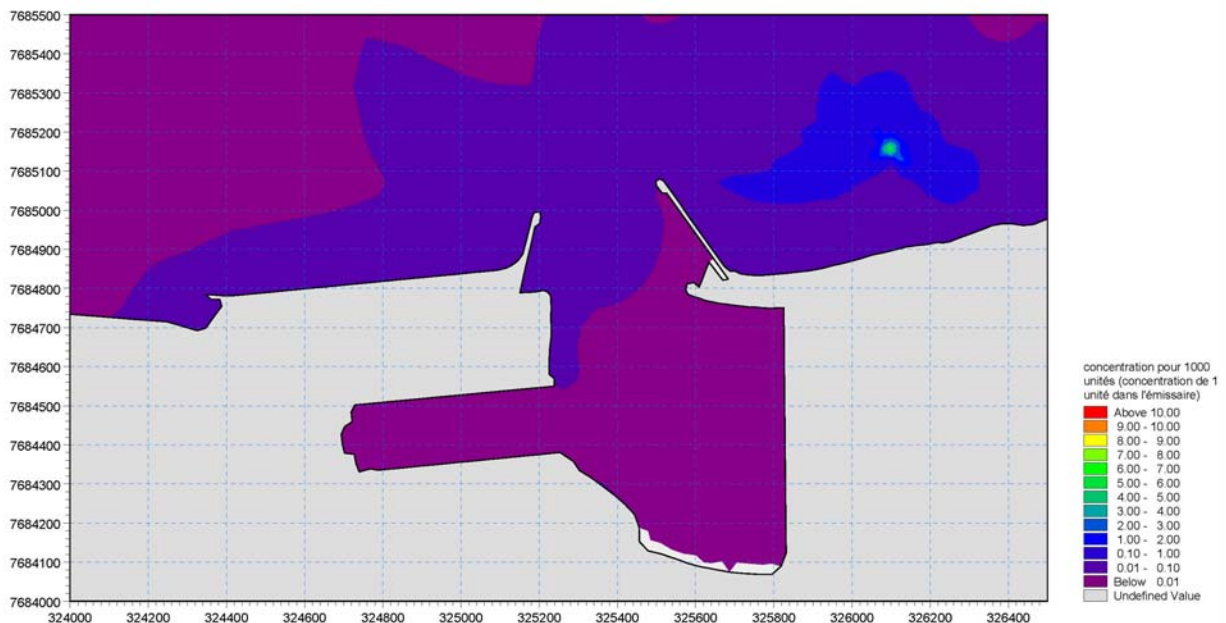 7685500
7685400
7685300
7685200
7685100
7685000
7684900
7684800
7684700
7684600
7684500
7684400
7684300
7684200
7684100
7684000
324000 324200 324400 324600 324800 325000 325200 325400 325600 325800 326000 326200 326400
concentration pour 1000
unités (concentration de 1
unité dans l'émissaire)
Above 10.00
9.00 - 10.00
8.00 - 9.00
7.00 - 8.00
6.00 - 7.00
5.00 - 6.00
4.00 - 5.00
3.00 - 4.00
2.00 - 3.00
1.00 - 2.00
0.10 - 1.00
0.01 - 0.10
Below 0.01
Undefined Value